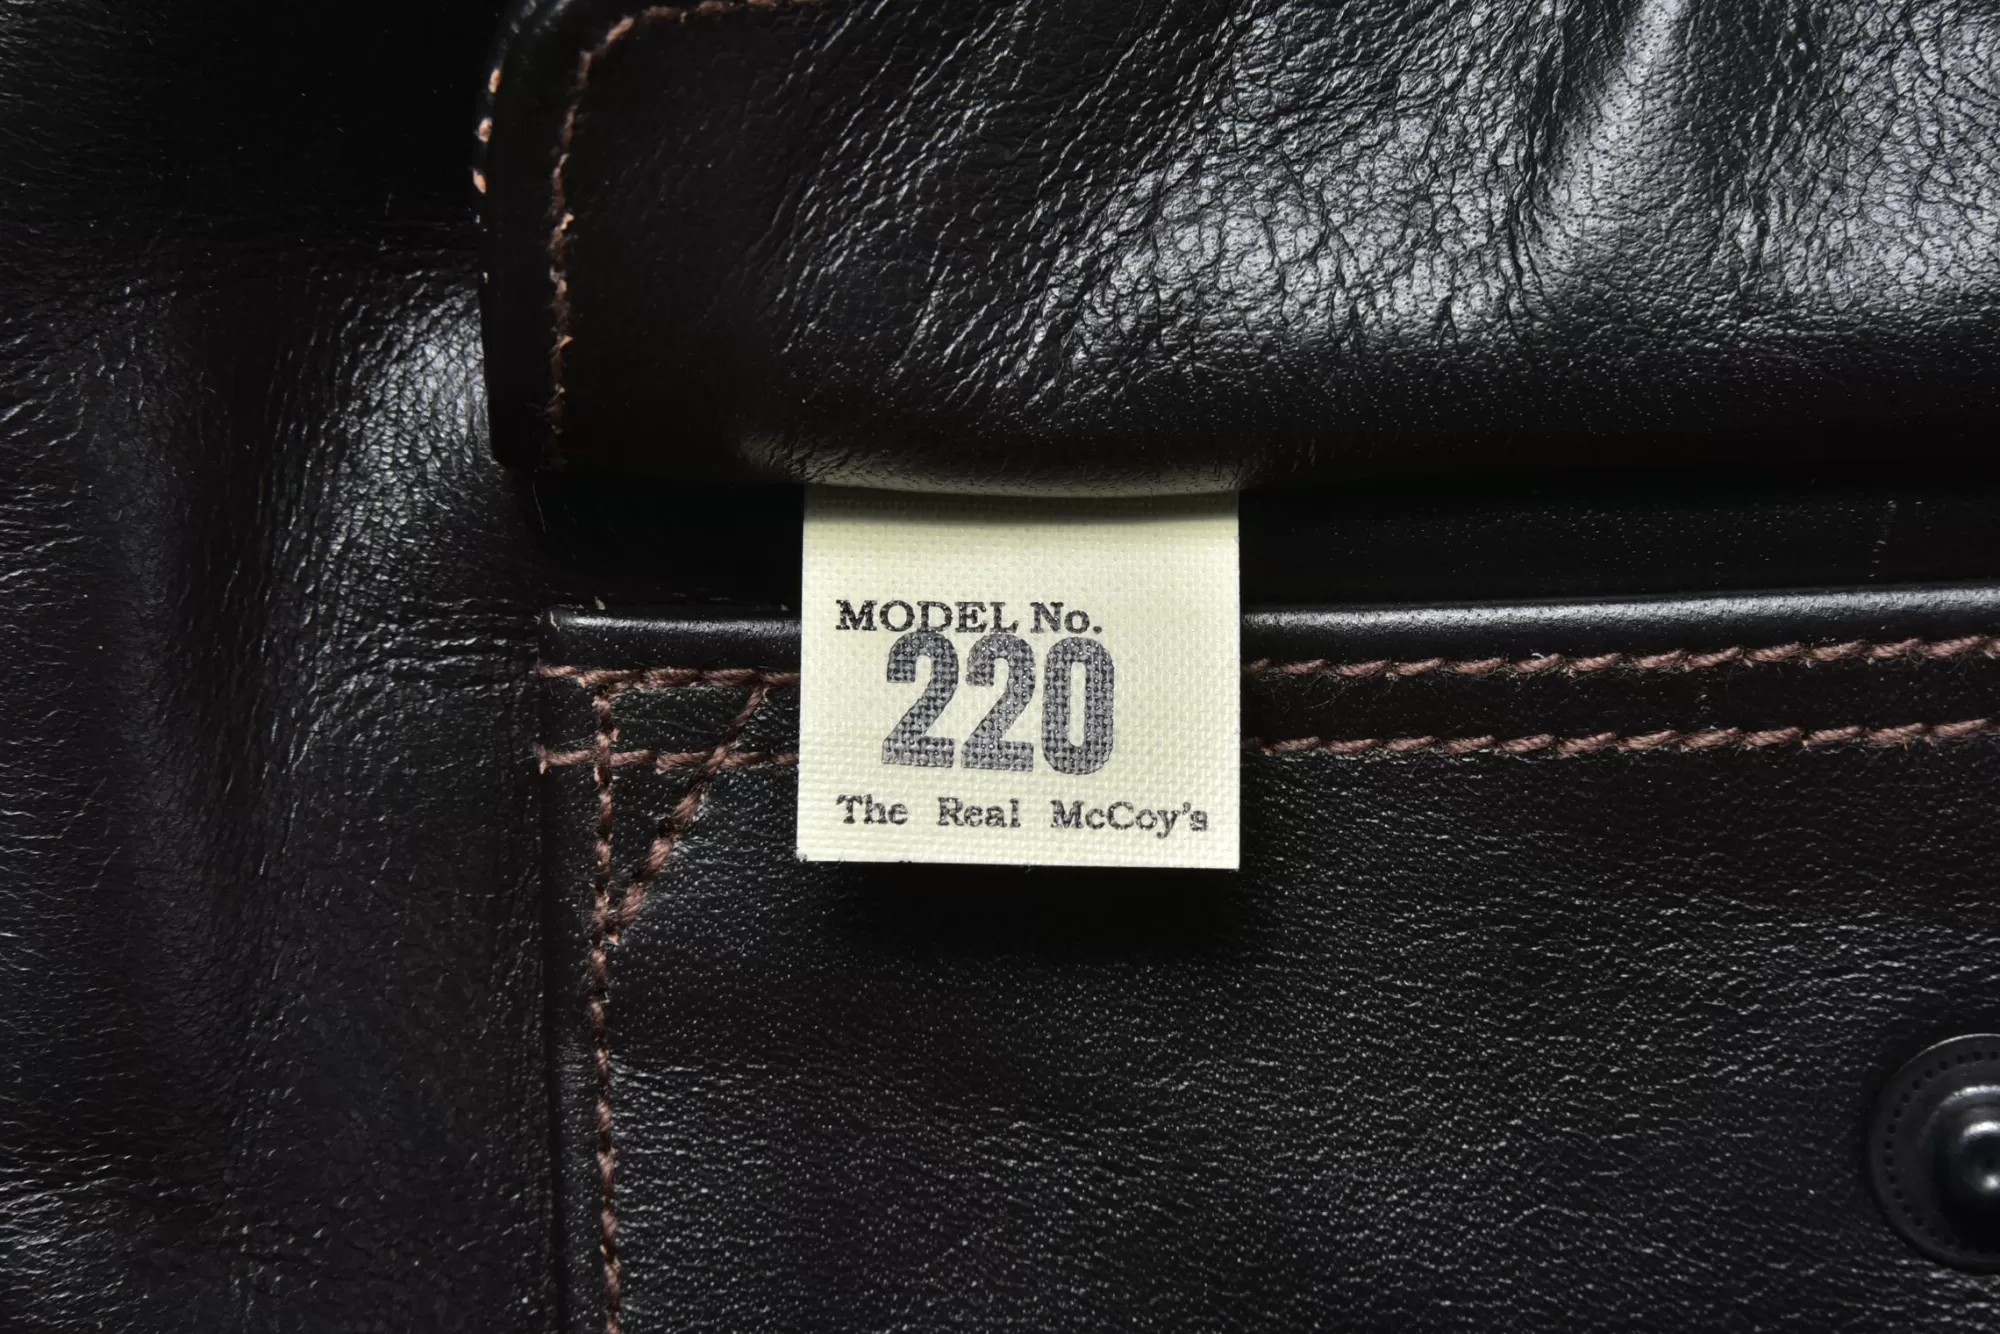 MODEL No.
220
The Real McCoy's